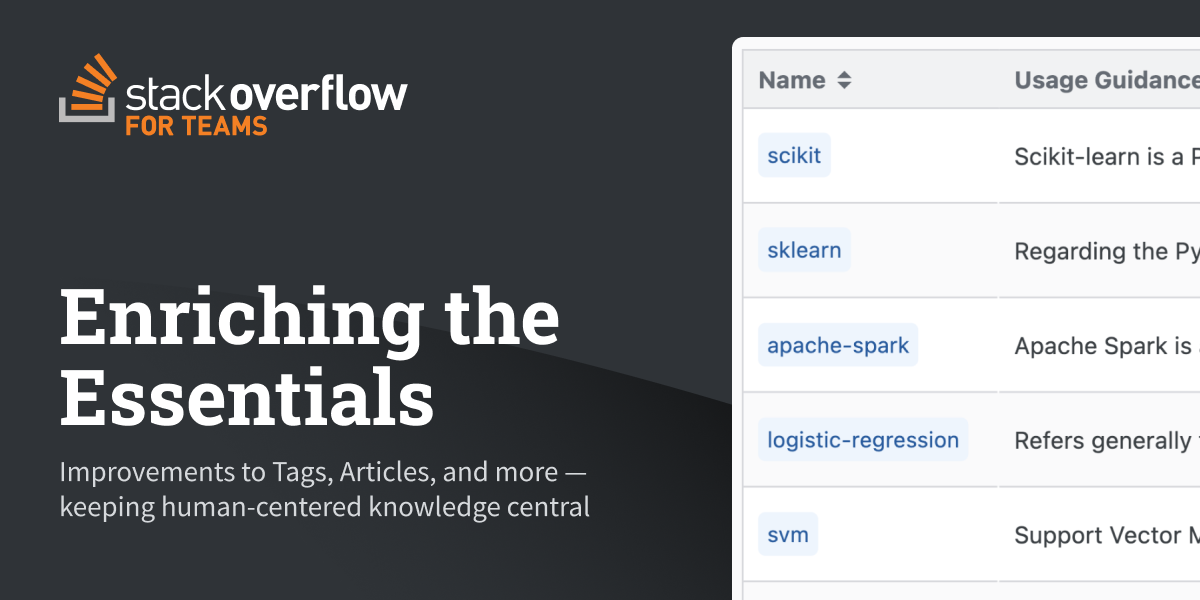 stackoverflow
FOR TEAMS
Enriching the
Essentials
Improvements to Tags, Articles, and more —
keeping human-centered knowledge central
Name Usage Guidance
scikit Scikit-learn is a P
sklearn Regarding the Py
apache-spark Apache Spark is
logistic-regression Refers generally
svm Support Vector M